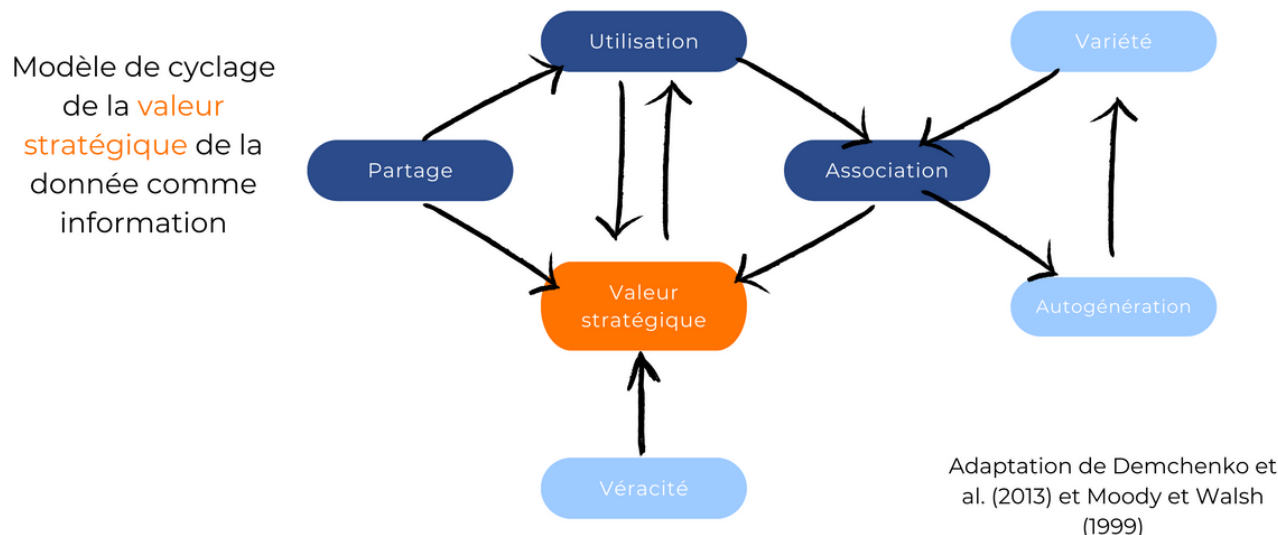 Modèle de cyclage
de la valeur
stratégique de la
donnée comme
information
Utilisation
Variété
Partage
Association
Valeur
stratégique
Autogénération
Véracité
Adaptation de Demchenko et
al. (2013) et Moody et Walsh
(1999)